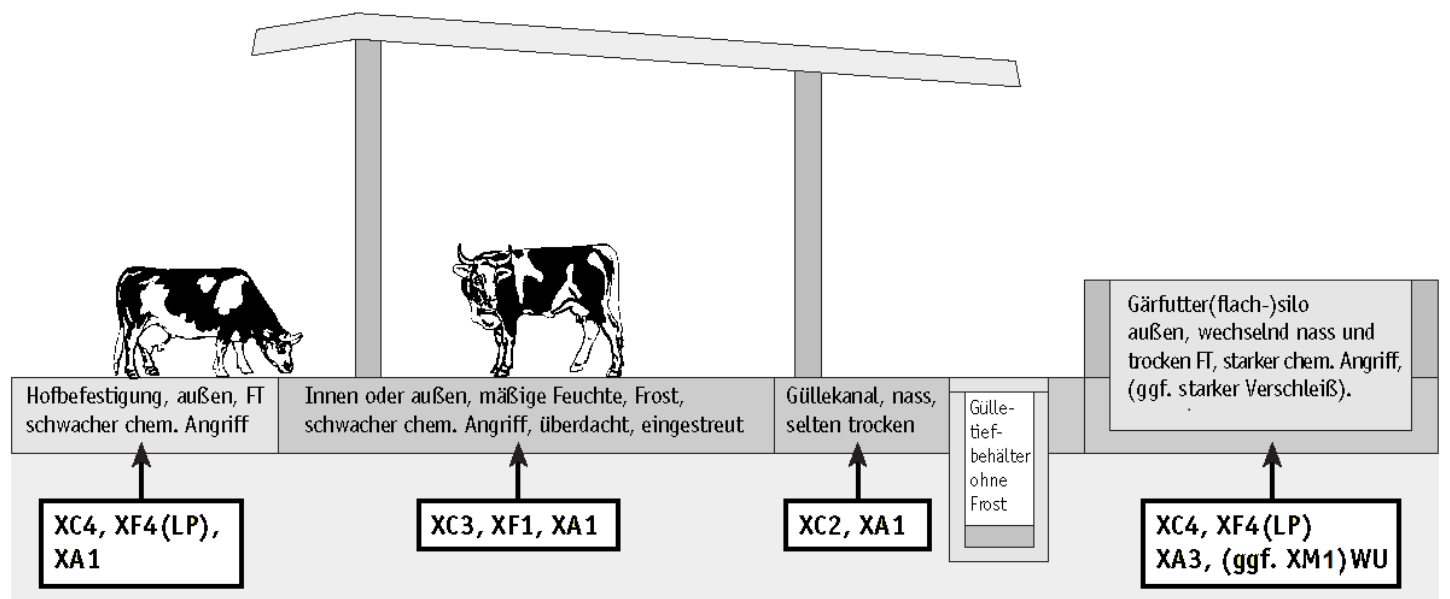 Hofbefestigung, außen, FT
schwacher chem. Angriff
Innen oder außen, mäßige Feuchte, Frost,
schwacher chem. Angriff, überdacht, eingestreut
Güllekanal, nass,
selten trocken
Gülle-
tief-
behälter
ohne
Frost
Gärfutter(flach-)silo
außen, wechselnd nass und
trocken FT, starker chem. Angriff,
(ggf. starker Verschleiß).
XC4, XF4(LP),
XA1
XC3, XF1, XA1
XC2, XA1
XC4, XF4(LP)
XA3, (ggf. XM1)WU